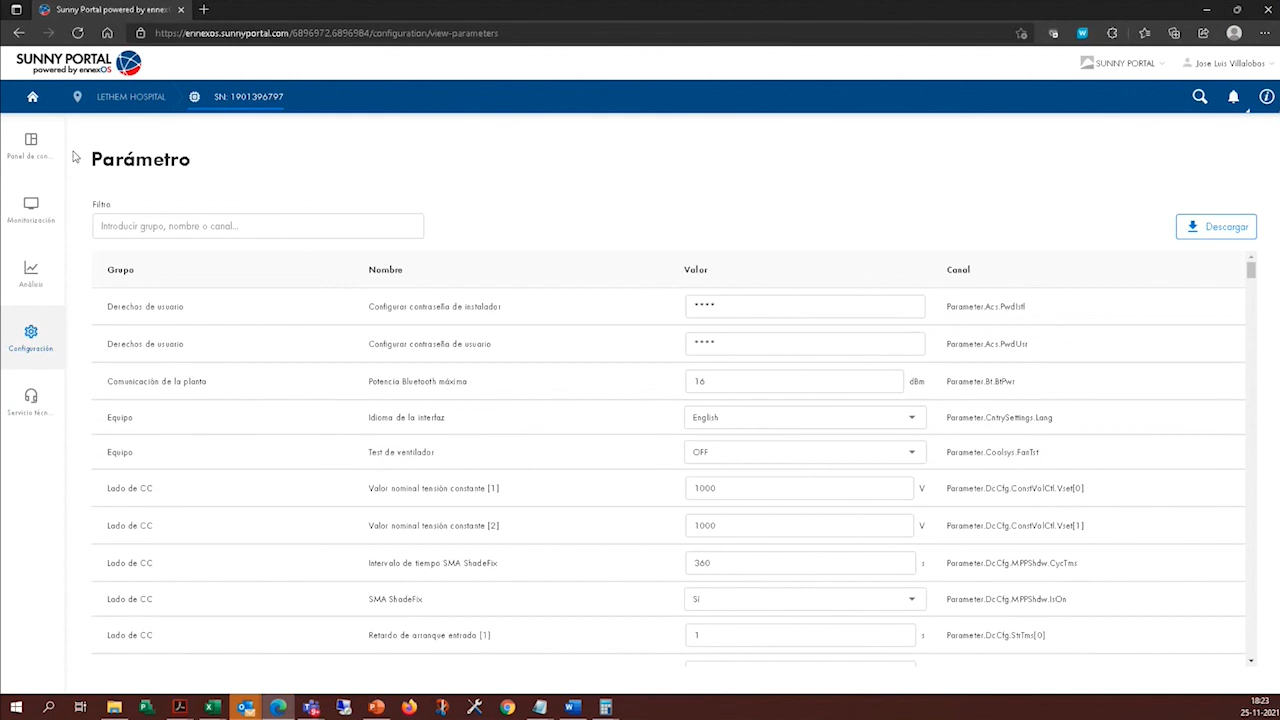 Sunny Portal powered by ennex
https://ennexos.sunnyportal.com/6896972,6896984/configuration/view-parameters
SUNNY PORTAL
powered by ennexOS
SUNNY PORTAL
Jose Luis Villalobos
LETHEM HOSPITAL
SN: 1901396797
Panel de con...
Monitorización
Análisis
Configuración
Servicio técn...
Parámetro
Filtro
Introducir grupo, nombre o canal...
Descargar
Grupo Nombre Valor Canal
Derechos de usuario Configurar contraseña de instalador **** Parameter.Acs.PwdIstl
Derechos de usuario Configurar contraseña de usuario **** Parameter.Acs.PwdUsr
Comunicación de la planta Potencia Bluetooth máxima 16 dBm Parameter.Bt.BtPwr
Equipo Idioma de la interfaz English Parameter.CntrySettings.Lang
Equipo Test de ventilador OFF Parameter.Coolsys.FanTst
Lado de CC Valor nominal tensión constante [1] 1000 V Parameter.DcCfg.ConstVolCtl.Vset[0]
Lado de CC Valor nominal tensión constante [2] 1000 V Parameter.DcCfg.ConstVolCtl.Vset[1]
Lado de CC Intervalo de tiempo SMA ShadeFix 360 s Parameter.DcCfg.MPPShdw.CycTms
Lado de CC SMA ShadeFix Sí Parameter.DcCfg.MPPShdw.IsOn
Lado de CC Retardo de arranque entrada [1] 1 s Parameter.DcCfg.StrTms[0]
18:23
25-11-2021